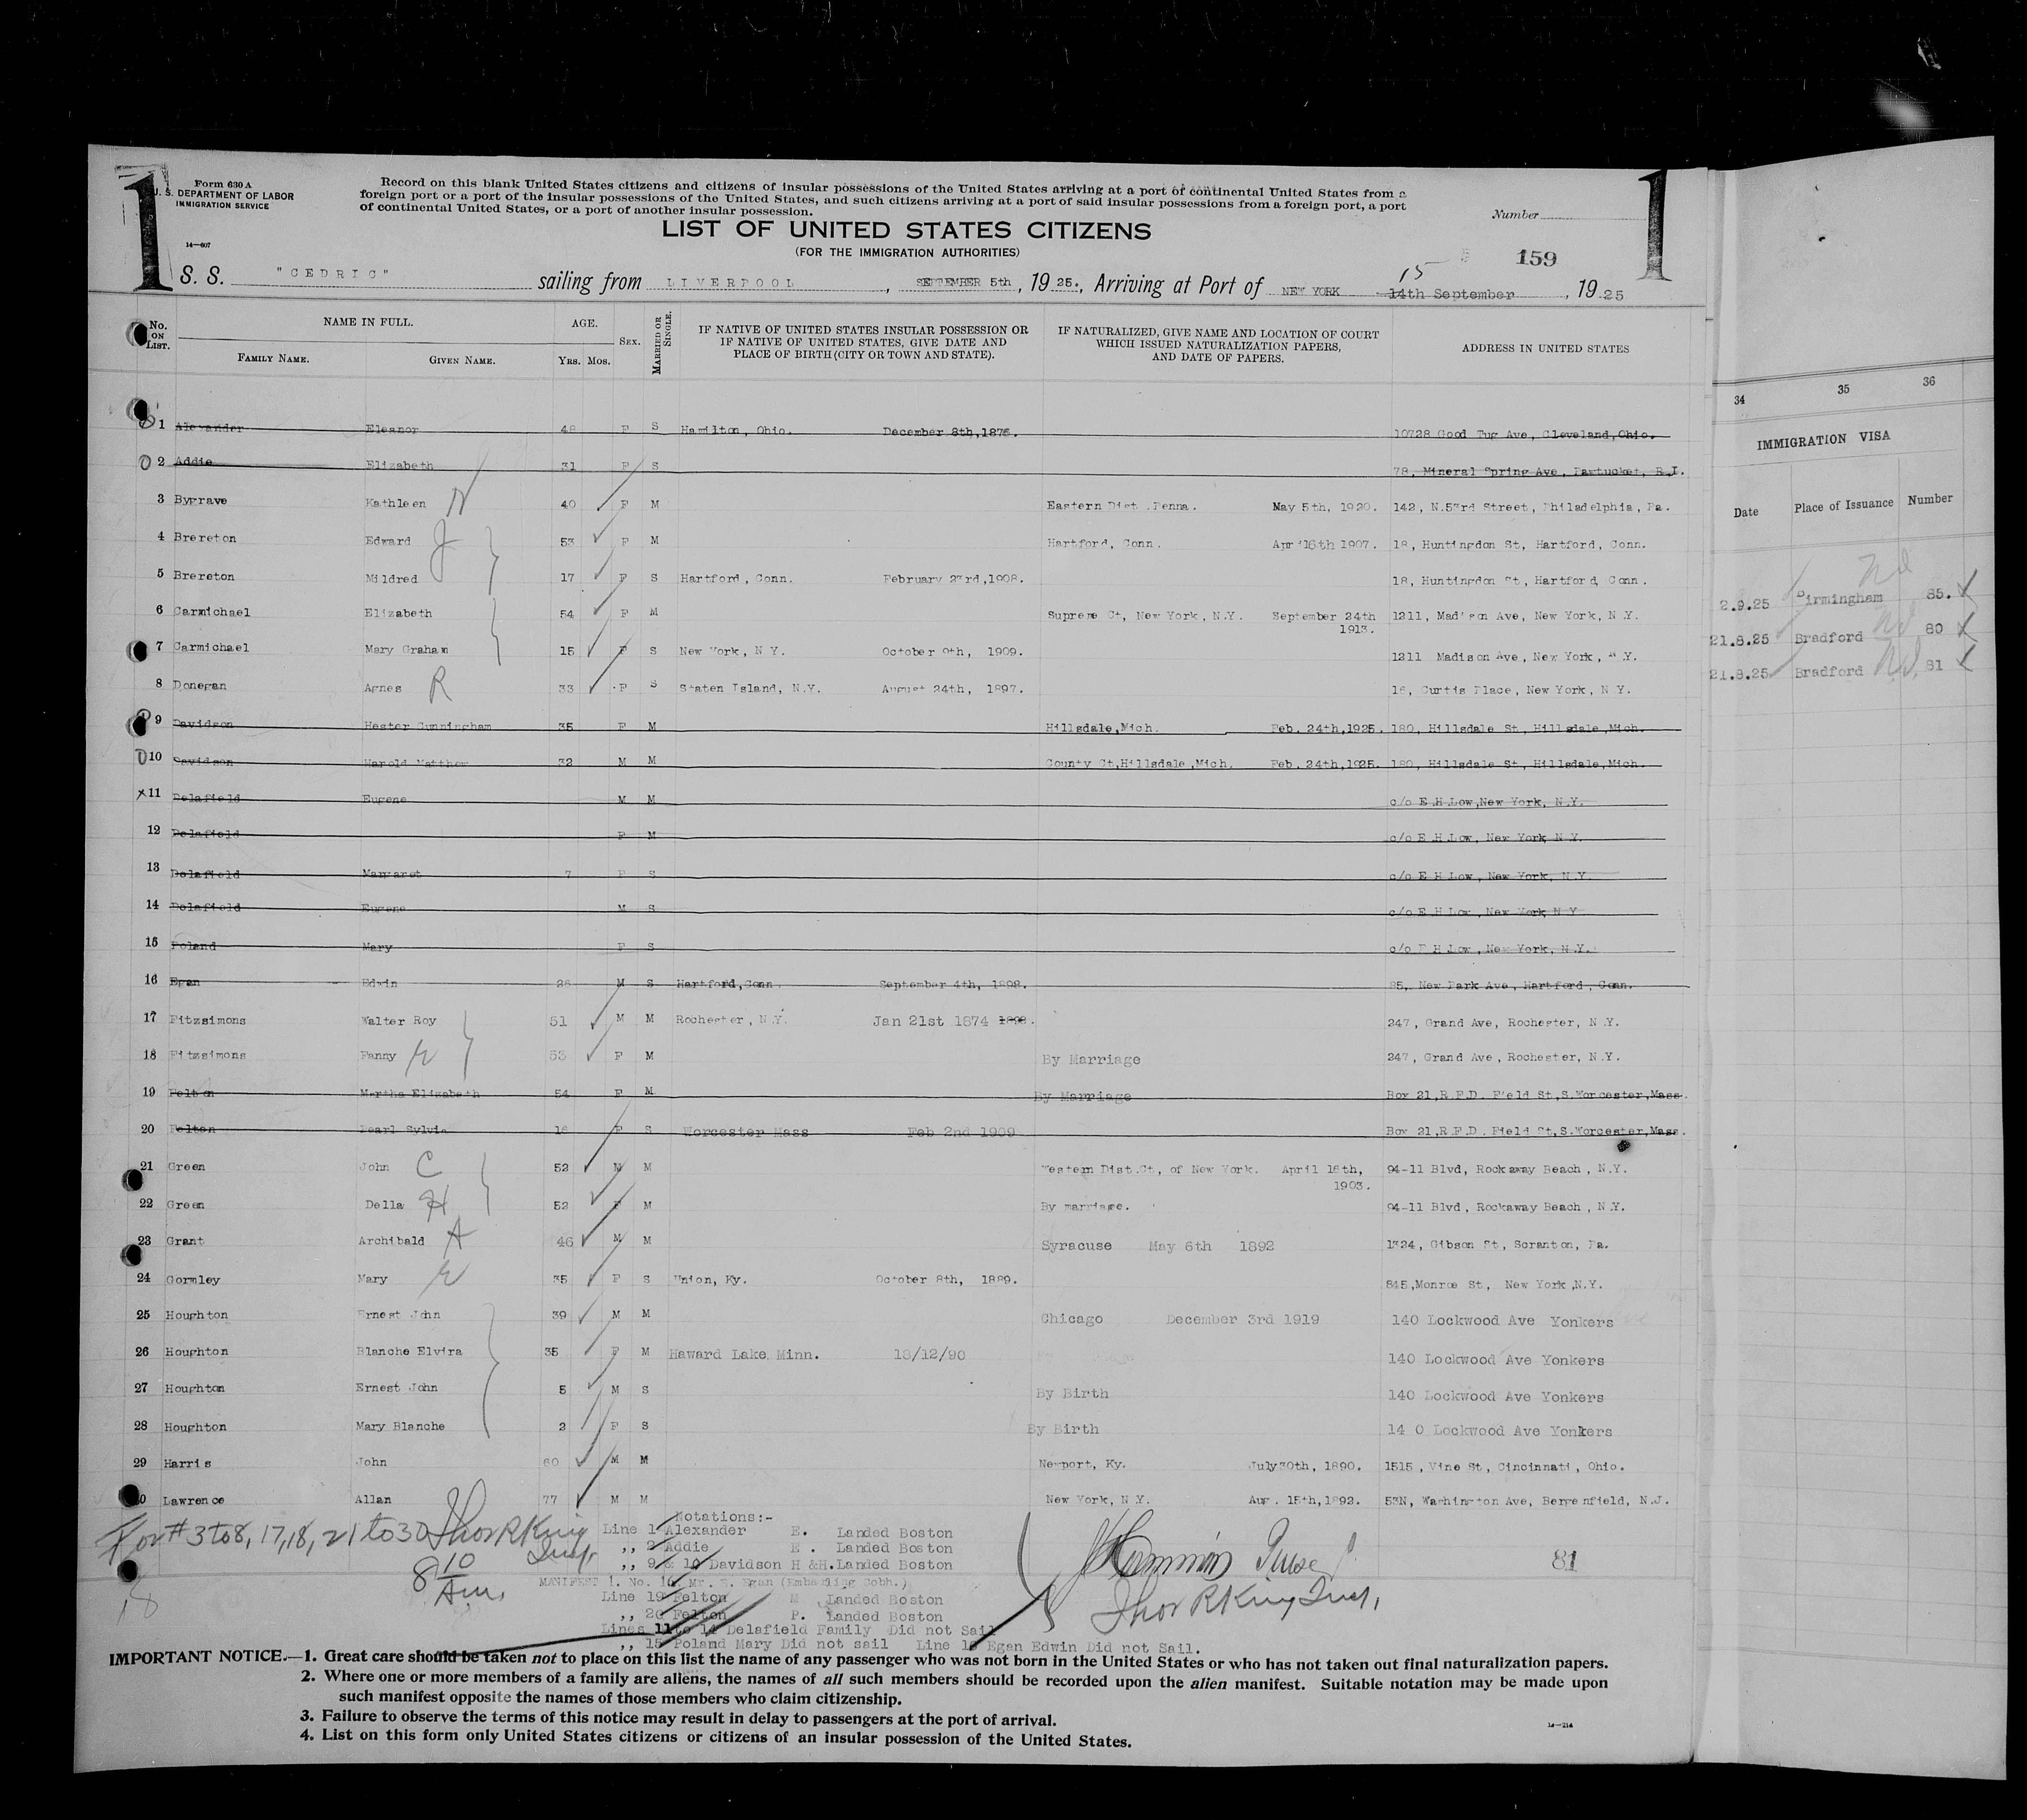 1
1
Form 630 A
U. S. DEPARTMENT OF LABOR
IMMIGRATION SERVICE
14—607
Record on this blank United States citizens and citizens of insular possessions of the United States arriving at a port of continental United States from a
foreign port or a port of the insular possessions of the United States, and such citizens arriving at a port of said insular possessions from a foreign port, a port
of continental United States, or a port of another insular possession.
LIST OF UNITED STATES CITIZENS
(FOR THE IMMIGRATION AUTHORITIES)
Number
159
S. S. "CEDRIC" sailing from LIVERPOOL, SEPTEMBER 5th, 1925., Arriving at Port of NEW YORK 15 14th September, 1925
No. ON LIST. NAME IN FULL. FAMILY NAME. GIVEN NAME. AGE. Yrs. Mos. SEX. MARRIED OR SINGLE. IF NATIVE OF UNITED STATES INSULAR POSSESSION OR IF NATIVE OF UNITED STATES, GIVE DATE AND PLACE OF BIRTH (CITY OR TOWN AND STATE). IF NATURALIZED, GIVE NAME AND LOCATION OF COURT WHICH ISSUED NATURALIZATION PAPERS, AND DATE OF PAPERS. ADDRESS IN UNITED STATES
1 Alexander Eleanor 48 F S Hamilton, Ohio. December 8th,1876. 10728 Good Tug Ave, Cleveland,Ohio.
2 Addie Elizabeth 31 F S 78, Mineral Spring Ave, Pawtucket, R.I.
3 Bygrave Kathleen 40 F M Eastern Dist.Penna. May 5th, 1920. 142, N.53rd Street, Philadelphia, Pa.
4 Brereton Edward 53 F M Hartford, Conn. Apr 16th 1907. 18, Huntingdon St, Hartford, Conn.
5 Brereton Mildred 17 F S Hartford, Conn. February 23rd,1908. 18, Huntingdon St, Hartford, Conn.
6 Carmichael Elizabeth 54 F M Supreme Ct, New York, N.Y. September 24th 1913. 1211, Madison Ave, New York, N.Y.
7 Carmichael Mary Graham 15 F S New York, N.Y. October 9th, 1909. 1211 Madison Ave, New York, N.Y.
8 Donegan Agnes R 33 F S Staten Island, N.Y. August 24th, 1897. 16, Curtis Place, New York, N.Y.
9 Davidson Hester Cunningham 35 F M Hillsdale,Mich. Feb. 24th,1925. 180, Hillsdale St, Hillsdale,Mich.
10 Davidson Harold Matthew 32 M M County Ct,Hillsdale,Mich. Feb. 24th,1925. 180, Hillsdale St, Hillsdale,Mich.
11 Delafield Eugene M M c/o E.H.Low,New York, N.Y.
12 Delafield F M c/o E.H.Low, New York N.Y.
13 Delafield Margaret 7 F S c/o E H Low, New York, N.Y.
14 Delafield Eugene M S c/o E H Low, New York N Y
15 Poland Mary F S c/o E H Low, New York, N.Y.
16 Egan Edwin 26 M S Hartford,Conn. September 4th, 1898. 85, New Park Ave, Hartford, Conn.
17 Fitzsimons Walter Roy 51 M M Rochester, N.Y. Jan 21st 1874 1898. 247, Grand Ave, Rochester, N.Y.
18 Fitzsimons Fanny 53 F M By Marriage 247, Grand Ave, Rochester, N.Y.
19 Felton Martha Elizabeth 54 F M By Marriage Box 21,R.F.D. Field St,S.Worcester,Mass.
20 Felton Pearl Sylvia 16 F S Worcester Mass Feb 2nd 1909 Box 21,R.F.D. Field St,S.Worcester,Mass.
21 Green John C 52 M M Western Dist.Ct, of New York. April 16th, 1903. 94-11 Blvd, Rockaway Beach, N.Y.
22 Green Della H 52 F M By marriage. 94-11 Blvd, Rockaway Beach, N.Y.
23 Grant Archibald A 46 M M Syracuse May 6th 1892 1324, Gibson St, Scranton, Pa.
24 Gormley Mary 35 F S Union, Ky. October 8th, 1889. 845,Monroe St, New York,N.Y.
25 Houghton Ernest John 39 M M Chicago December 3rd 1919 140 Lockwood Ave Yonkers
26 Houghton Blanche Elvira 35 F M Haward Lake Minn. 18/12/90 140 Lockwood Ave Yonkers
27 Houghton Ernest John 5 M S By Birth 140 Lockwood Ave Yonkers
28 Houghton Mary Blanche 2 F S By Birth 14 0 Lockwood Ave Yonkers
29 Harris John 60 M M Newport, Ky. July 30th, 1890. 1515, Vine St, Cincinnati, Ohio.
30 Lawrence Allan 77 M M New York, N.Y. Aug. 15th,1892. 53N, Washington Ave, Bergenfield, N.J.
For #3 to 8, 17,18, 21 to 30 Thos R King Insp.
8 10 Am.
18
Notations:-
Line 1 Alexander E. Landed Boston
,, 2 Addie E. Landed Boston
,, 9 & 10 Davidson H &H.Landed Boston
MANIFEST 1. No. 16. Mr. E. Egan (Embarking Cobh.)
Line 19 Felton M Landed Boston
,, 20 Felton P. Landed Boston
Lines 11 to 14 Delafield Family Did not Sail
,, 15 Poland Mary Did not sail Line 16 Egan Edwin Did not Sail.
Thos R King Insp.
81
IMPORTANT NOTICE.—1. Great care should be taken not to place on this list the name of any passenger who was not born in the United States or who has not taken out final naturalization papers.
2. Where one or more members of a family are aliens, the names of all such members should be recorded upon the alien manifest. Suitable notation may be made upon
such manifest opposite the names of those members who claim citizenship.
3. Failure to observe the terms of this notice may result in delay to passengers at the port of arrival.
4. List on this form only United States citizens or citizens of an insular possession of the United States.
14—214
34 35 36
IMMIGRATION VISA
Date Place of Issuance Number
2.9.25 Birmingham 85.
21.8.25 Bradford 80
21.8.25 Bradford 81